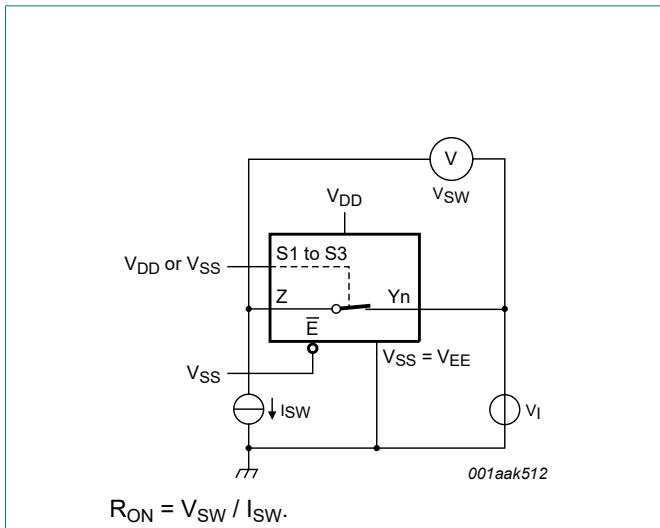 V
VSW
VDD
S1 to S3
VDD or VSS
Z
Yn
E
VSS = VEE
VSS
ISW
VI
001aak512
RON = VSW / ISW.